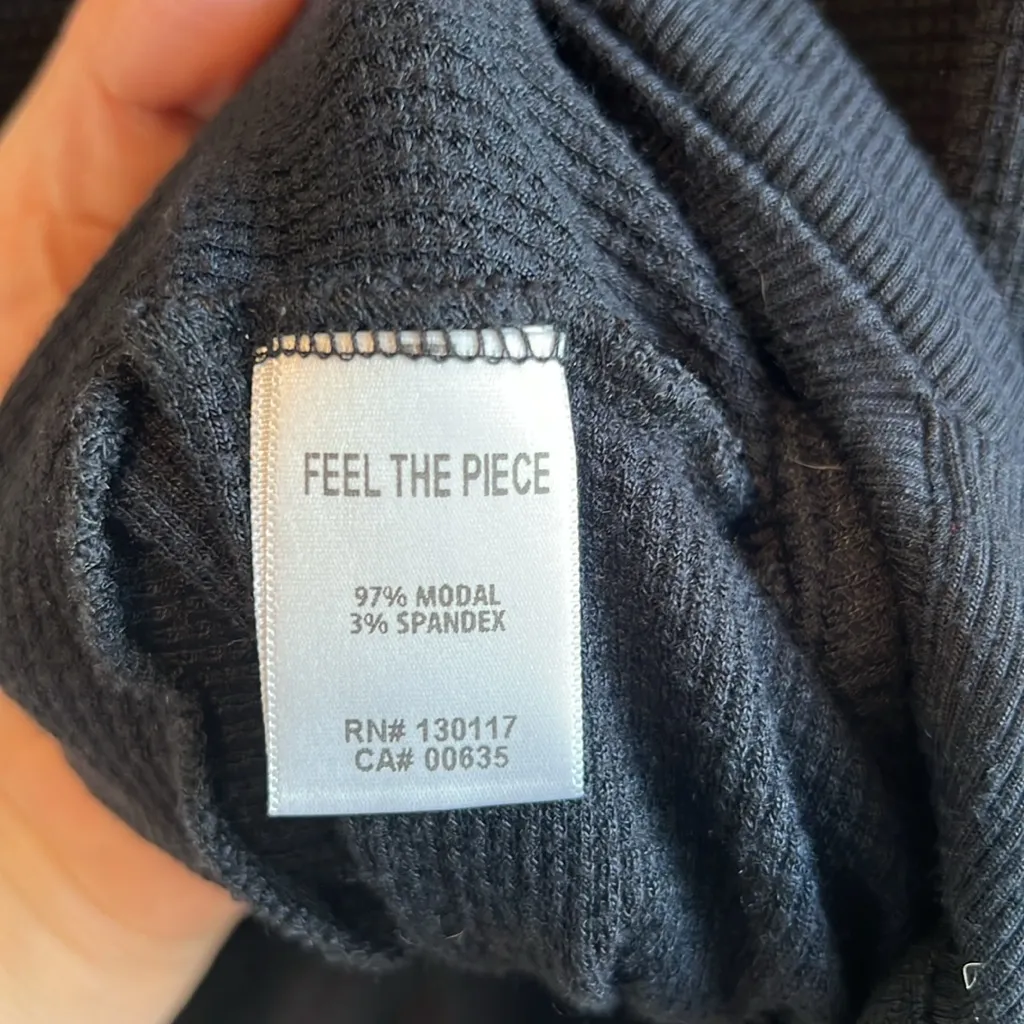 FEEL THE PIECE
97% MODAL
3% SPANDEX
RN# 130117
CA# 00635